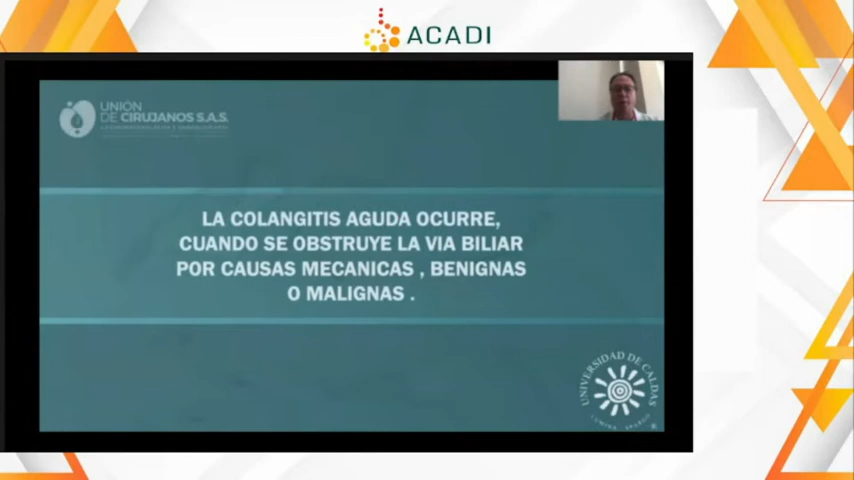 ACADI
UNIÓN
DE CIRUJANOS S.A.S.
LA COLANGITIS AGUDA OCURRE,
CUANDO SE OBSTRUYE LA VIA BILIAR
POR CAUSAS MECANICAS , BENIGNAS
O MALIGNAS .
UNIVERSIDAD DE CALDAS